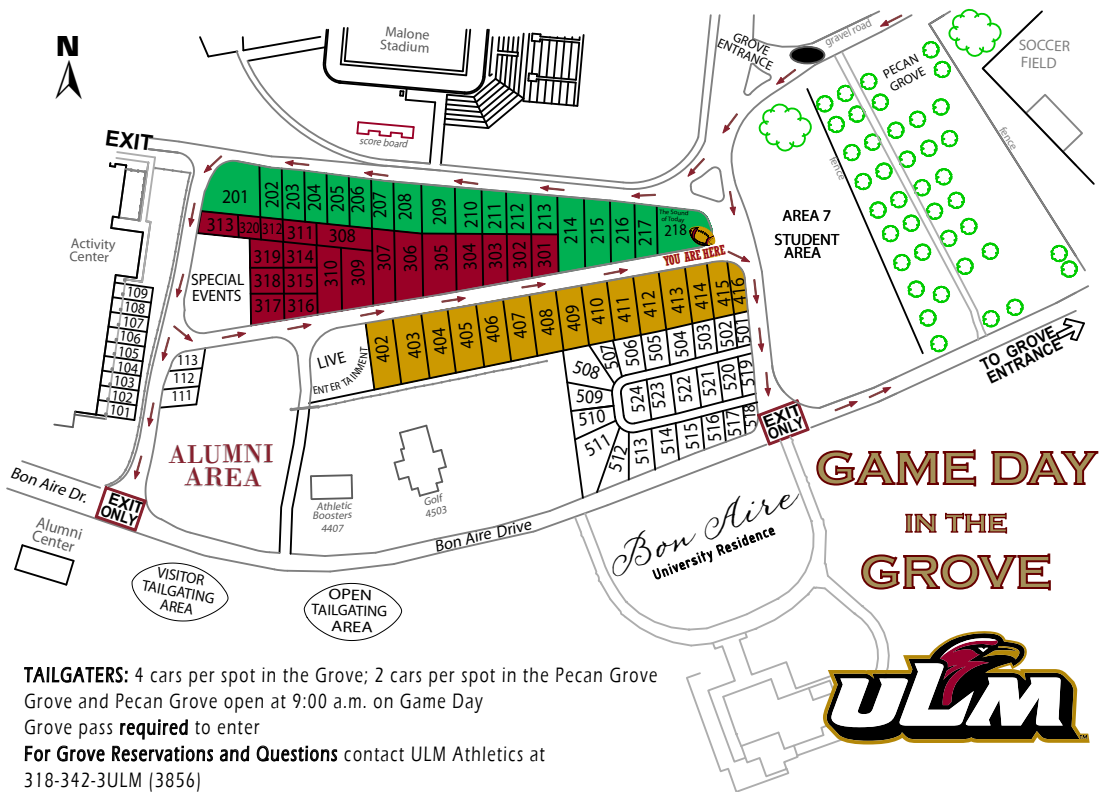 N
Malone
Stadium
GROVE
ENTRANCE
gravel road
PECAN
GROVE
SOCCER
FIELD
score board
EXIT
fence
fence
201
202
203
204
205
206
207
208
209
210
211
212
213
214
215
216
217
The Sound
of Today
218
YOU ARE HERE
AREA 7
STUDENT
AREA
Activity
Center
313
320
312
311
308
319
314
318
315
317
316
310
309
307
306
305
304
303
302
301
SPECIAL
EVENTS
109
108
107
106
105
104
103
102
101
113
112
111
LIVE
ENTERTAINMENT
402
403
404
405
406
407
408
409
410
411
412
413
414
415
416
501
502
503
504
505
506
507
508
509
510
511
512
513
514
515
516
517
518
519
520
521
522
523
524
TO GROVE
ENTRANCE
EXIT
ONLY
ALUMNI
AREA
Bon Aire Dr.
EXIT
ONLY
Alumni
Center
Athletic
Boosters
4407
Golf
4503
Bon Aire Drive
Bon Aire
University Residence
VISITOR
TAILGATING
AREA
OPEN
TAILGATING
AREA
GAME DAY
IN THE
GROVE
ULM
TM
TAILGATERS: 4 cars per spot in the Grove; 2 cars per spot in the Pecan Grove
Grove and Pecan Grove open at 9:00 a.m. on Game Day
Grove pass required to enter
For Grove Reservations and Questions contact ULM Athletics at
318-342-3ULM (3856)